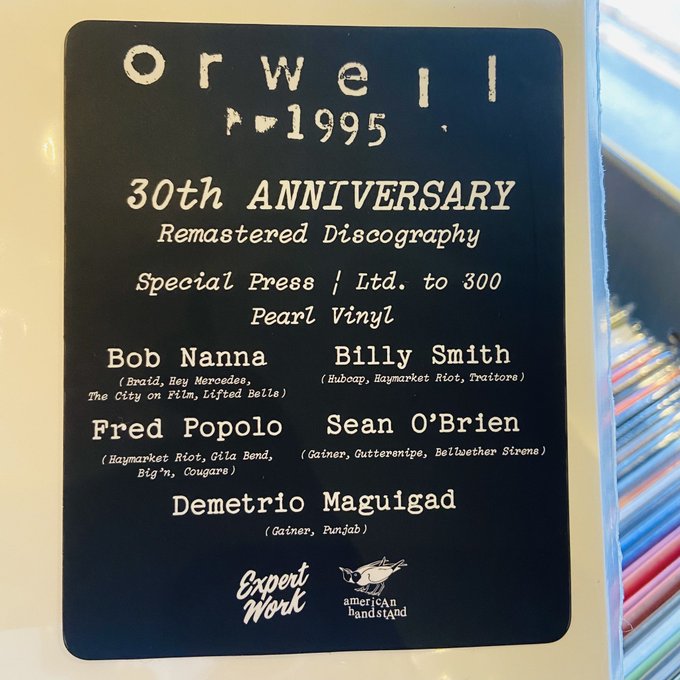 orwell
1995
30th ANNIVERSARY
Remastered Discography
Special Press | Ltd. to 300
Pearl Vinyl
Bob Nanna
(Braid, Hey Mercedes,
The City on Film, Lifted Bells)
Billy Smith
(Hubcap, Haymarket Riot, Traitors)
Fred Popolo
(Haymarket Riot, Gila Bend,
Big'n, Cougars)
Sean O'Brien
(Gainer, Guttersnipe, Bellwether Sirens)
Demetrio Maguigad
(Gainer, Punjab)
Expert
Work
americAn
handstAnd